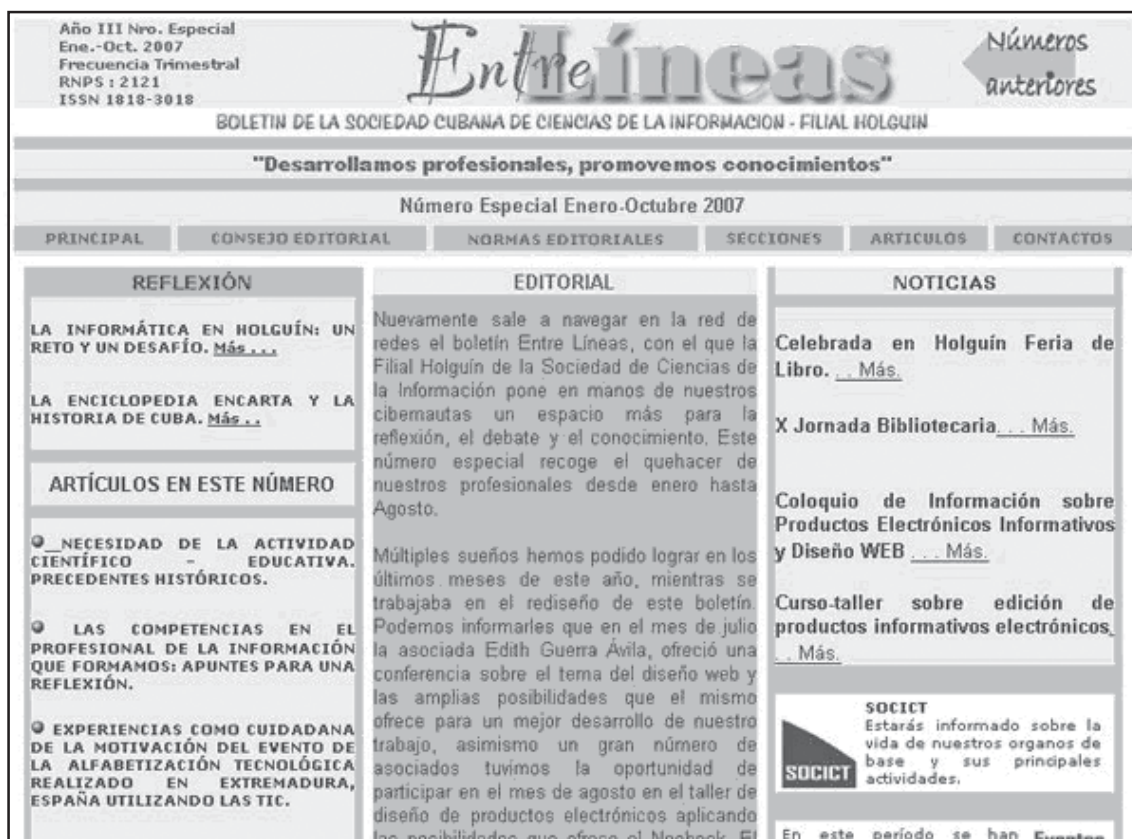 Año III Nro. Especial
Ene.-Oct. 2007
Frecuencia Trimestral
RNPS : 2121
ISSN 1818-3018
Entre Líneas
Números
anteriores
BOLETIN DE LA SOCIEDAD CUBANA DE CIENCIAS DE LA INFORMACION - FILIAL HOLGUIN
"Desarrollamos profesionales, promovemos conocimientos"
Número Especial Enero-Octubre 2007
PRINCIPAL CONSEJO EDITORIAL NORMAS EDITORIALES SECCIONES ARTICULOS CONTACTOS
REFLEXIÓN
LA INFORMÁTICA EN HOLGUÍN: UN
RETO Y UN DESAFÍO. Más . . .
LA ENCICLOPEDIA ENCARTA Y LA
HISTORIA DE CUBA. Más . .
ARTÍCULOS EN ESTE NÚMERO
NECESIDAD DE LA ACTIVIDAD
CIENTÍFICO - EDUCATIVA.
PRECEDENTES HISTÓRICOS.
LAS COMPETENCIAS EN EL
PROFESIONAL DE LA INFORMACIÓN
QUE FORMAMOS: APUNTES PARA UNA
REFLEXIÓN.
EXPERIENCIAS COMO CUIDADANA
DE LA MOTIVACIÓN DEL EVENTO DE
LA ALFABETIZACIÓN TECNOLÓGICA
REALIZADO EN EXTREMADURA,
ESPAÑA UTILIZANDO LAS TIC.
EDITORIAL
Nuevamente sale a navegar en la red de
redes el boletín Entre Líneas, con el que la
Filial Holguín de la Sociedad de Ciencias de
la Información pone en manos de nuestros
cibernautas un espacio más para la
reflexión, el debate y el conocimiento. Este
número especial recoge el quehacer de
nuestros profesionales desde enero hasta
Agosto.
Múltiples sueños hemos podido lograr en los
últimos meses de este año, mientras se
trabajaba en el rediseño de este boletín.
Podemos informarles que en el mes de julio
la asociada Edith Guerra Ávila, ofreció una
conferencia sobre el tema del diseño web y
las amplias posibilidades que el mismo
ofrece para un mejor desarrollo de nuestro
trabajo, asimismo un gran número de
asociados tuvimos la oportunidad de
participar en el mes de agosto en el taller de
diseño de productos electrónicos aplicando
las posibilidades que ofrece el Neobook. El
NOTICIAS
Celebrada en Holguín Feria de
Libro. . . Más.
X Jornada Bibliotecaria. . . Más.
Coloquio de Información sobre
Productos Electrónicos Informativos
y Diseño WEB . . . Más.
Curso-taller sobre edición de
productos informativos electrónicos.
. . Más.
SOCICT
SOCICT
Estarás informado sobre la
vida de nuestros organos de
base y sus principales
actividades.
En este período se han Eventos